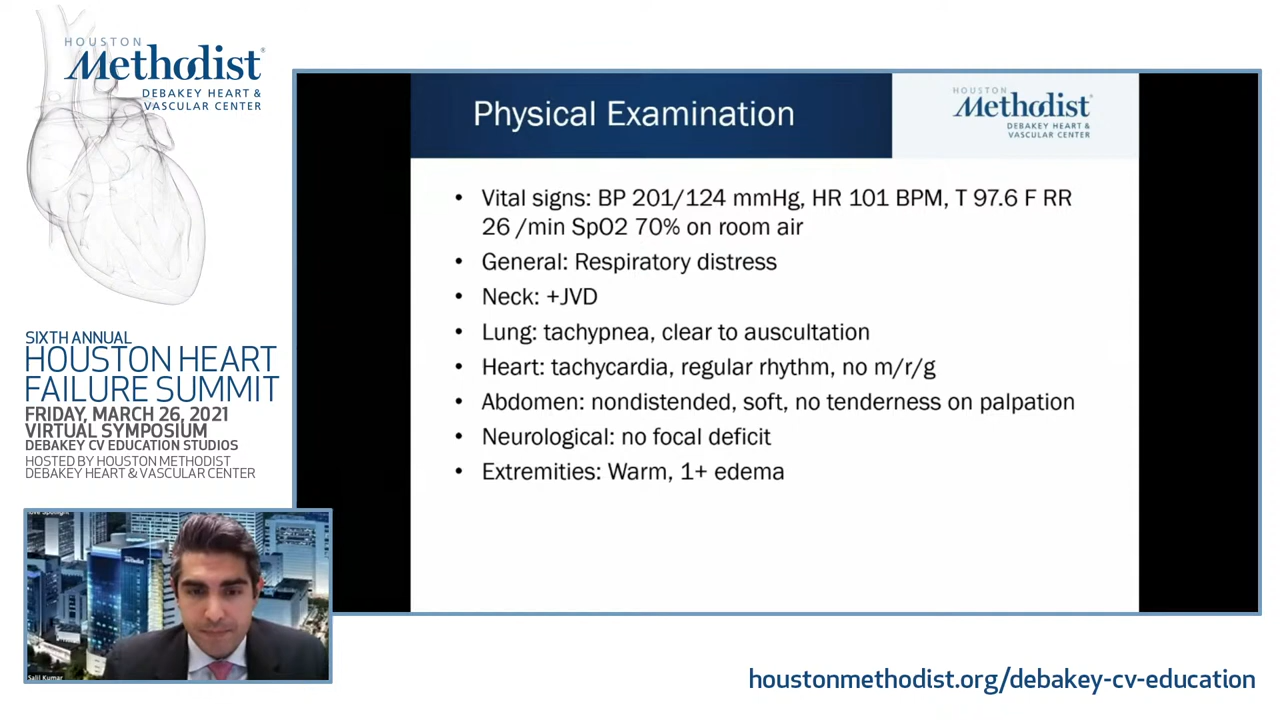 HOUSTON
Methodist
DEBAKEY HEART &
VASCULAR CENTER
SIXTH ANNUAL
HOUSTON HEART
FAILURE SUMMIT
FRIDAY, MARCH 26, 2021
VIRTUAL SYMPOSIUM
DEBAKEY CV EDUCATION STUDIOS
HOSTED BY HOUSTON METHODIST
DEBAKEY HEART & VASCULAR CENTER
Physical Examination
HOUSTON
Methodist
DEBAKEY HEART &
VASCULAR CENTER
• Vital signs: BP 201/124 mmHg, HR 101 BPM, T 97.6 F RR
26 /min SpO2 70% on room air
• General: Respiratory distress
• Neck: +JVD
• Lung: tachypnea, clear to auscultation
• Heart: tachycardia, regular rhythm, no m/r/g
• Abdomen: nondistended, soft, no tenderness on palpation
• Neurological: no focal deficit
• Extremities: Warm, 1+ edema
Methodist
Salil Kumar
houstonmethodist.org/debakey-cv-education